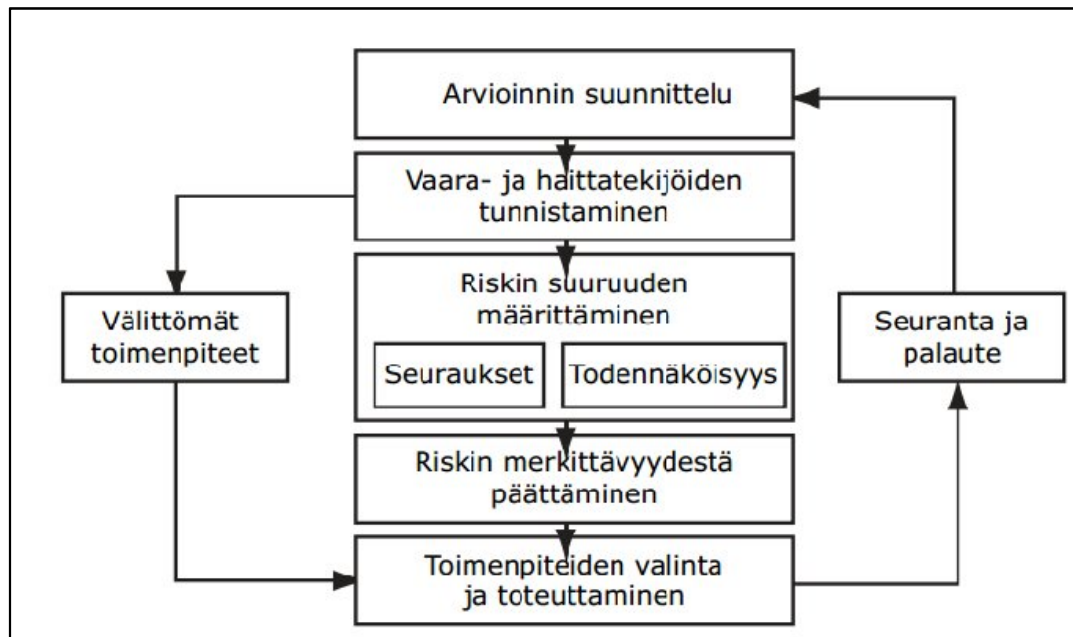 Arvioinnin suunnittelu
Vaara- ja haittatekijöiden
tunnistaminen
Riskin suuruuden
määrittäminen
Välittömät
toimenpiteet
Seuranta ja
palaute
Seuraukset
Todennäköisyys
Riskin merkittävyydestä
päättäminen
Toimenpiteiden valinta
ja toteuttaminen